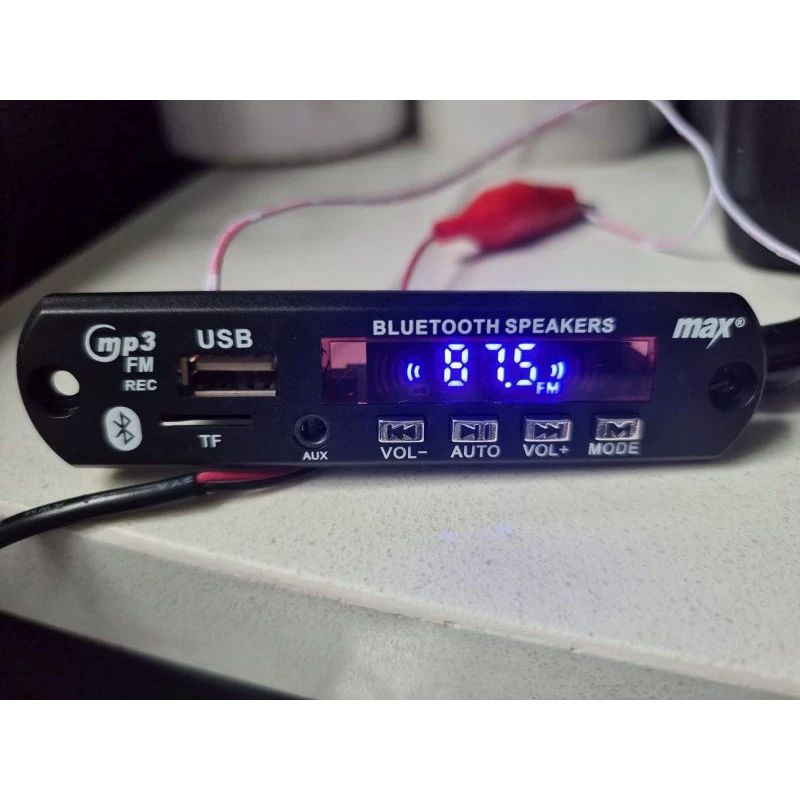 mp3
FM
REC
USB
TF
AUX
BLUETOOTH SPEAKERS
87.5
FM
VOL-
AUTO
VOL+
M
MODE
max®